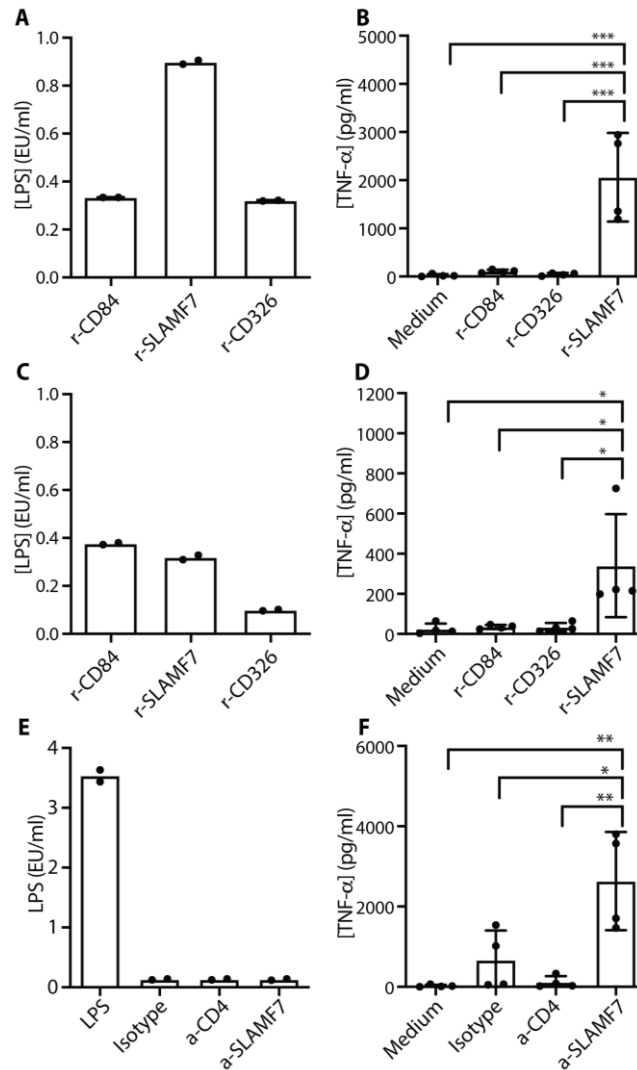 A
[LPS] (EU/ml)
1.0
0.8
0.6
0.4
0.2
0.0
r-CD84
r-SLAMF7
r-CD326
B
[TNF-α] (pg/ml)
5000
4000
3000
2000
1000
0
***
***
***
Medium
r-CD84
r-CD326
r-SLAMF7
C
[LPS] (EU/ml)
1.0
0.8
0.6
0.4
0.2
0.0
r-CD84
r-SLAMF7
r-CD326
D
[TNF-α] (pg/ml)
1200
1000
800
600
400
200
0
*
*
*
Medium
r-CD84
r-CD326
r-SLAMF7
E
LPS (EU/ml)
4
3
2
1
0
LPS
Isotype
a-CD4
a-SLAMF7
F
[TNF-α] (pg/ml)
6000
4000
2000
0
**
*
**
Medium
Isotype
a-CD4
a-SLAMF7